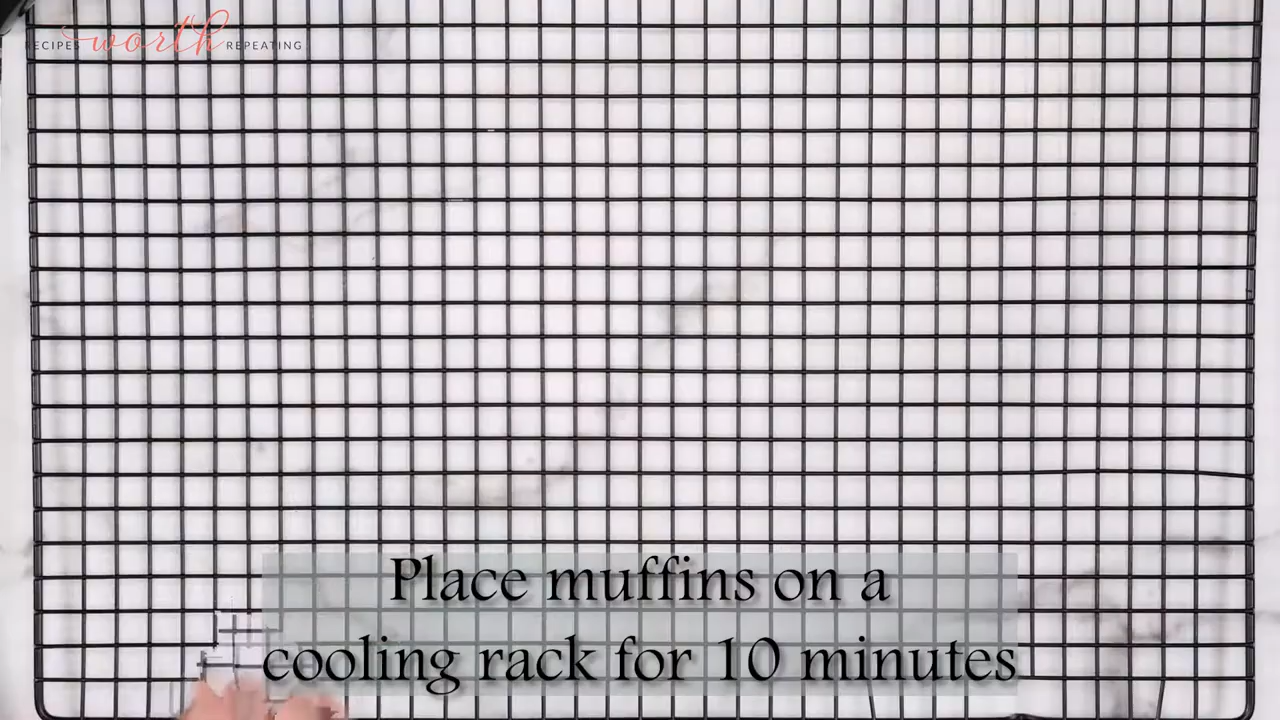 RECIPES worth REPEATING
Place muffins on a
cooling rack for 10 minutes